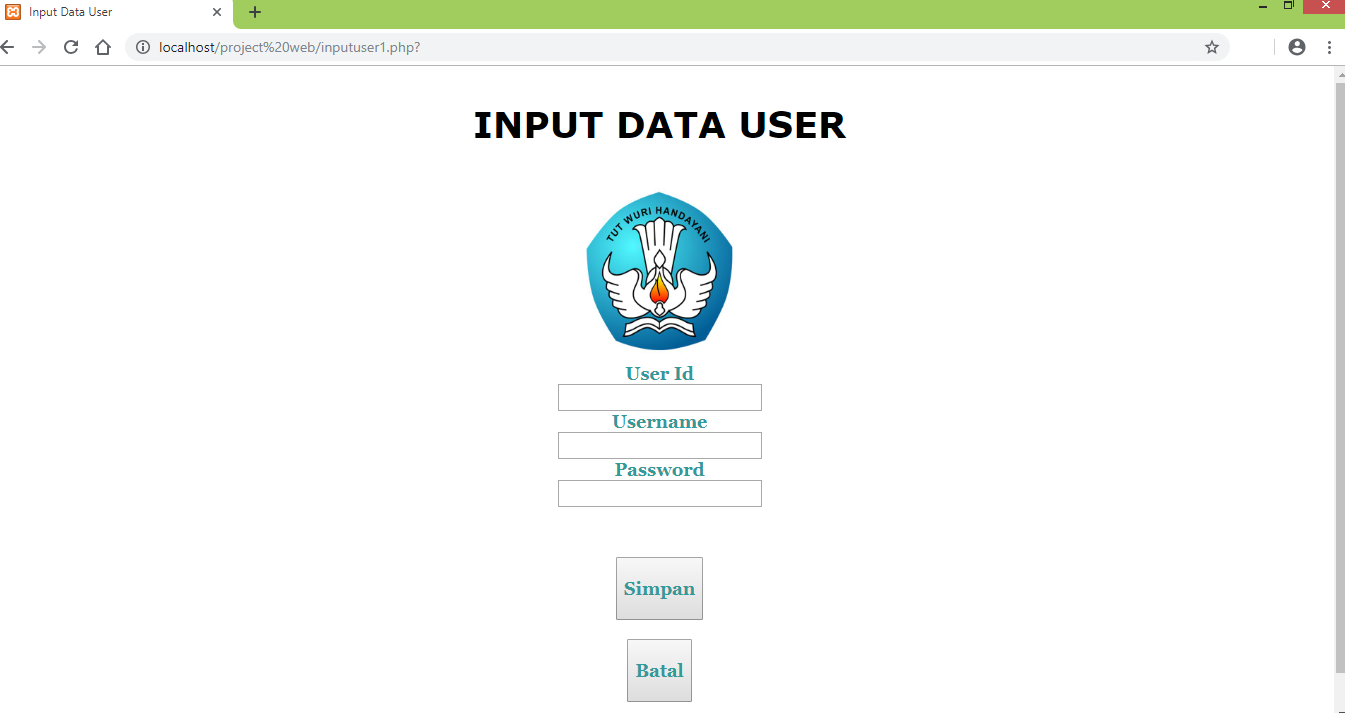 Input Data User
localhost/project%20web/inputuser1.php?
INPUT DATA USER
TUT WURI HANDAYANI
User Id
Username
Password
Simpan
Batal